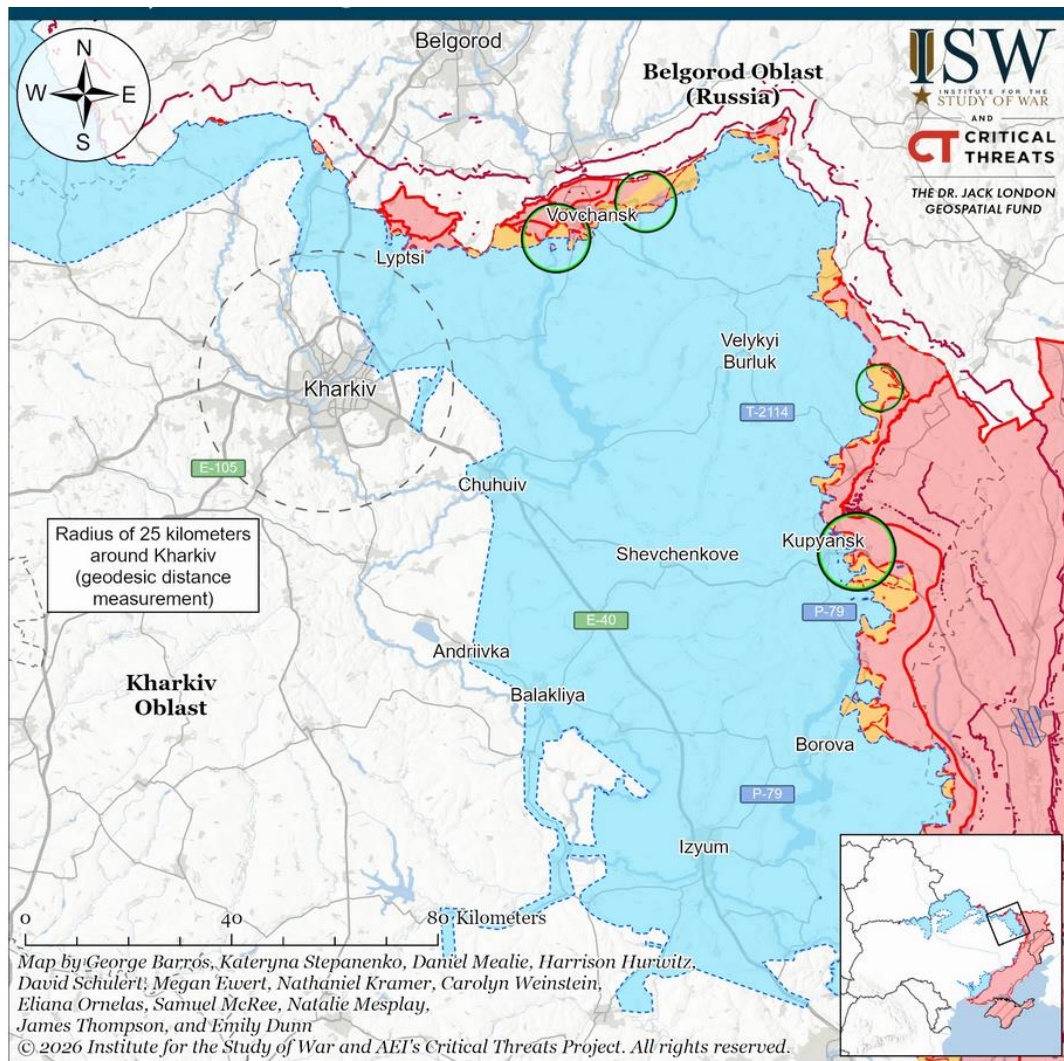 Belgorod
N
W
E
S
Belgorod Oblast
(Russia)
ISW
INSTITUTE FOR THE
STUDY OF WAR
AND
CT CRITICAL
THREATS
THE DR. JACK LONDON
GEOSPATIAL FUND
Vovchansk
Lyptsi
Velykyi
Burluk
Kharkiv
T-2114
E-105
Chuhuiv
Radius of 25 kilometers
around Kharkiv
(geodesic distance
measurement)
Shevchenkove
Kupyansk
P-79
E-40
Andriivka
Kharkiv
Oblast
Balakliya
Borova
P-79
Izyum
0 40 80 Kilometers
Map by George Barros, Kateryna Stepanenko, Daniel Mealie, Harrison Hurwitz,
David Schulert, Megan Ewert, Nathaniel Kramer, Carolyn Weinstein,
Eliana Ornelas, Samuel McRee, Natalie Mesplay,
James Thompson, and Emily Dunn
© 2026 Institute for the Study of War and AEI's Critical Threats Project. All rights reserved.